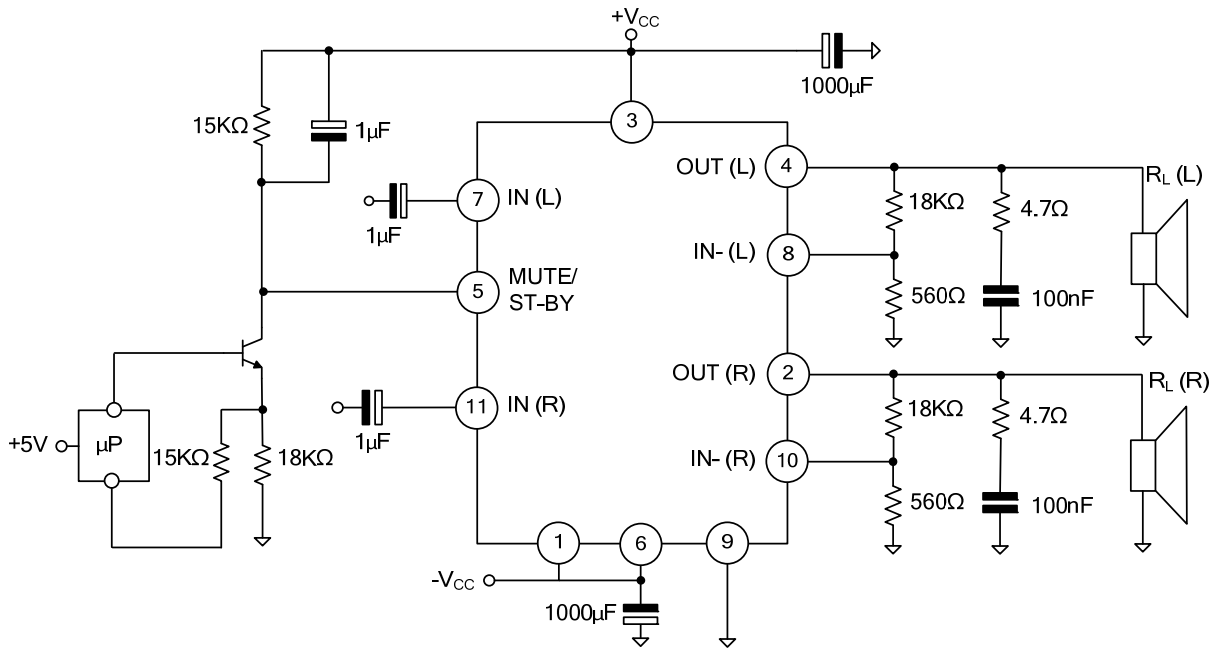 +VCC
1000µF
15KΩ
1µF
3
OUT (L)
4
RL (L)
7
IN (L)
1µF
18KΩ
4.7Ω
IN- (L)
8
5
MUTE/
ST-BY
560Ω
100nF
OUT (R)
2
RL (R)
11
IN (R)
1µF
18KΩ
4.7Ω
+5V
µP
15KΩ
18KΩ
IN- (R)
10
560Ω
100nF
1
6
9
-VCC
1000µF